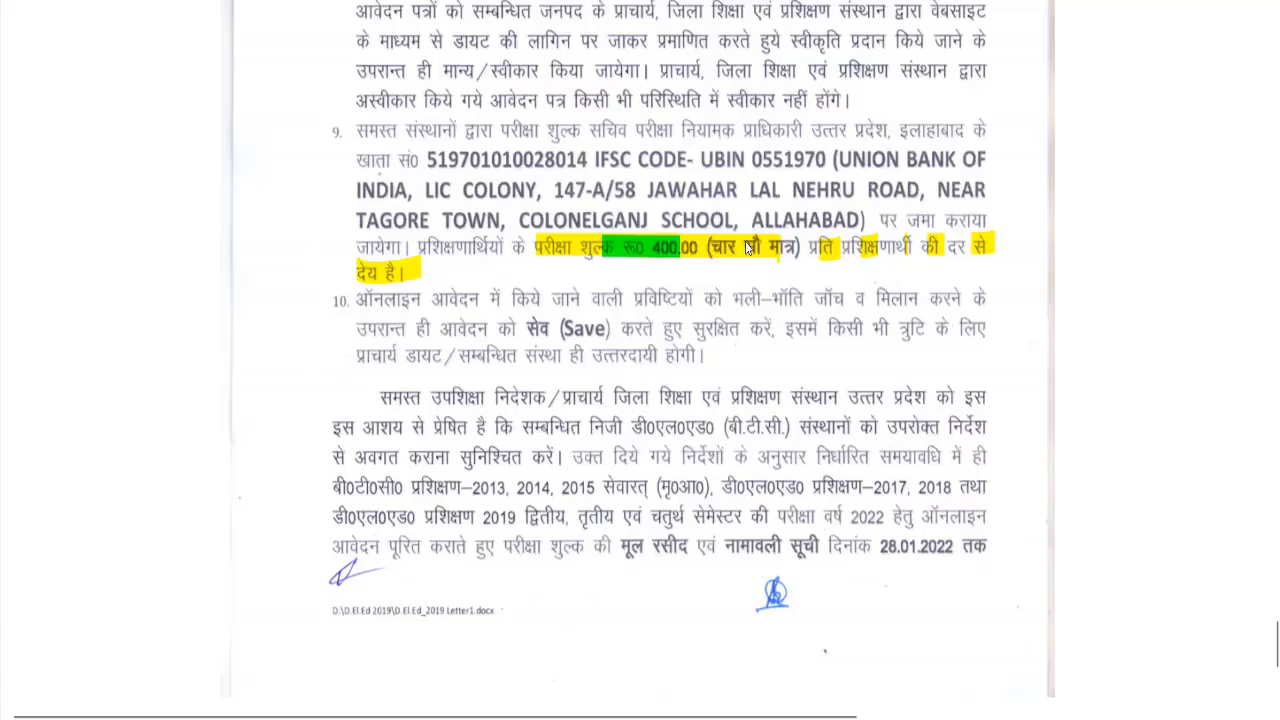 आवेदन पत्रों को सम्बन्धित जनपद के प्राचार्य, जिला शिक्षा एवं प्रशिक्षण संस्थान द्वारा वेबसाइट
के माध्यम से डायट की लागिन पर जाकर प्रमाणित करते हुये स्वीकृति प्रदान किये जाने के
उपरान्त ही मान्य/स्वीकार किया जायेगा। प्राचार्य, जिला शिक्षा एवं प्रशिक्षण संस्थान द्वारा
अस्वीकार किये गये आवेदन पत्र किसी भी परिस्थिति में स्वीकार नहीं होंगे।
9. समस्त संस्थानों द्वारा परीक्षा शुल्क सचिव परीक्षा नियामक प्राधिकारी उत्तर प्रदेश, इलाहाबाद के
खाता सं0 519701010028014 IFSC CODE- UBIN 0551970 (UNION BANK OF
INDIA, LIC COLONY, 147-A/58 JAWAHAR LAL NEHRU ROAD, NEAR
TAGORE TOWN, COLONELGANJ SCHOOL, ALLAHABAD) पर जमा कराया
जायेगा। प्रशिक्षणार्थियों के परीक्षा शुल्क रू0 400.00 (चार सौ मात्र) प्रति प्रशिक्षणार्थी की दर से
देय है।
10. ऑनलाइन आवेदन में किये जाने वाली प्रविष्टियों को भली-भॉति जॉच व मिलान करने के
उपरान्त ही आवेदन को सेव (Save) करते हुए सुरक्षित करें, इसमें किसी भी त्रुटि के लिए
प्राचार्य डायट/सम्बन्धित संस्था ही उत्तरदायी होगी।
समस्त उपशिक्षा निदेशक/प्राचार्य जिला शिक्षा एवं प्रशिक्षण संस्थान उत्तर प्रदेश को इस
इस आशय से प्रेषित है कि सम्बन्धित निजी डी0एल0एड0 (बी.टी.सी.) संस्थानों को उपरोक्त निर्देश
से अवगत कराना सुनिश्चित करें। उक्त दिये गये निर्देशों के अनुसार निर्धारित समयावधि में ही
बी0टी0सी0 प्रशिक्षण-2013, 2014, 2015 सेवारत् (मृ0आ0), डी0एल0एड0 प्रशिक्षण-2017, 2018 तथा
डी0एल0एड0 प्रशिक्षण 2019 द्वितीय, तृतीय एवं चतुर्थ सेमेस्टर की परीक्षा वर्ष 2022 हेतु ऑनलाइन
आवेदन पूरित कराते हुए परीक्षा शुल्क की मूल रसीद एवं नामावली सूची दिनांक 28.01.2022 तक
D:\D.El.Ed 2019\D.El.Ed_2019 Letter1.docx